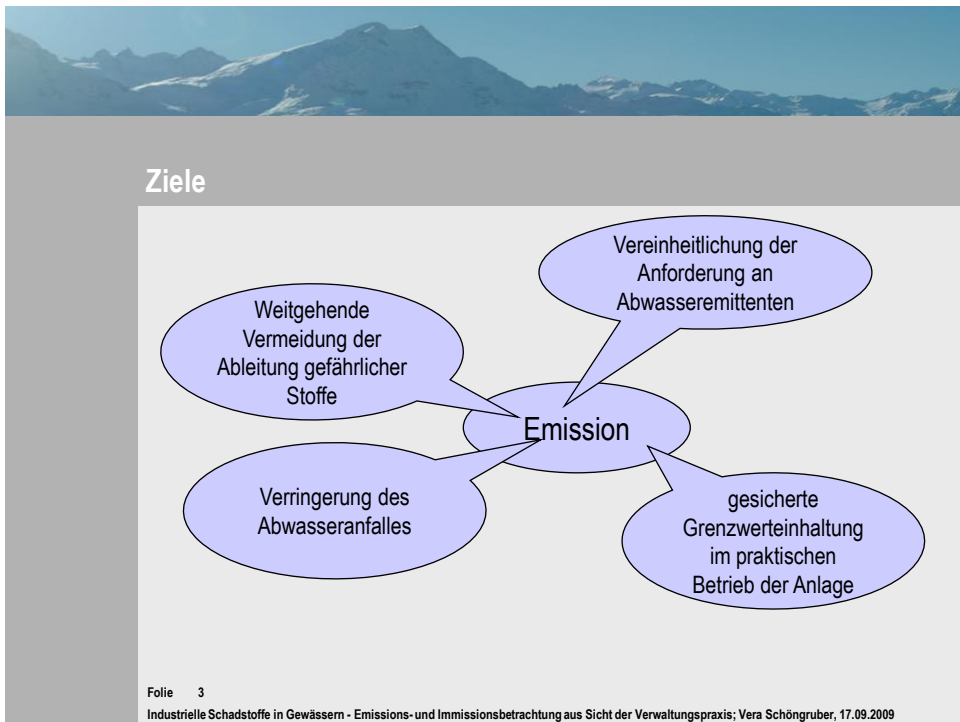 Ziele
Vereinheitlichung der
Anforderung an
Abwasseremittenten
Weitgehende
Vermeidung der
Ableitung gefährlicher
Stoffe
Emission
Verringerung des
Abwasseranfalles
gesicherte
Grenzwerteinhaltung
im praktischen
Betrieb der Anlage
Folie 3
Industrielle Schadstoffe in Gewässern - Emissions- und Immissionsbetrachtung aus Sicht der Verwaltungspraxis; Vera Schöngruber, 17.09.2009